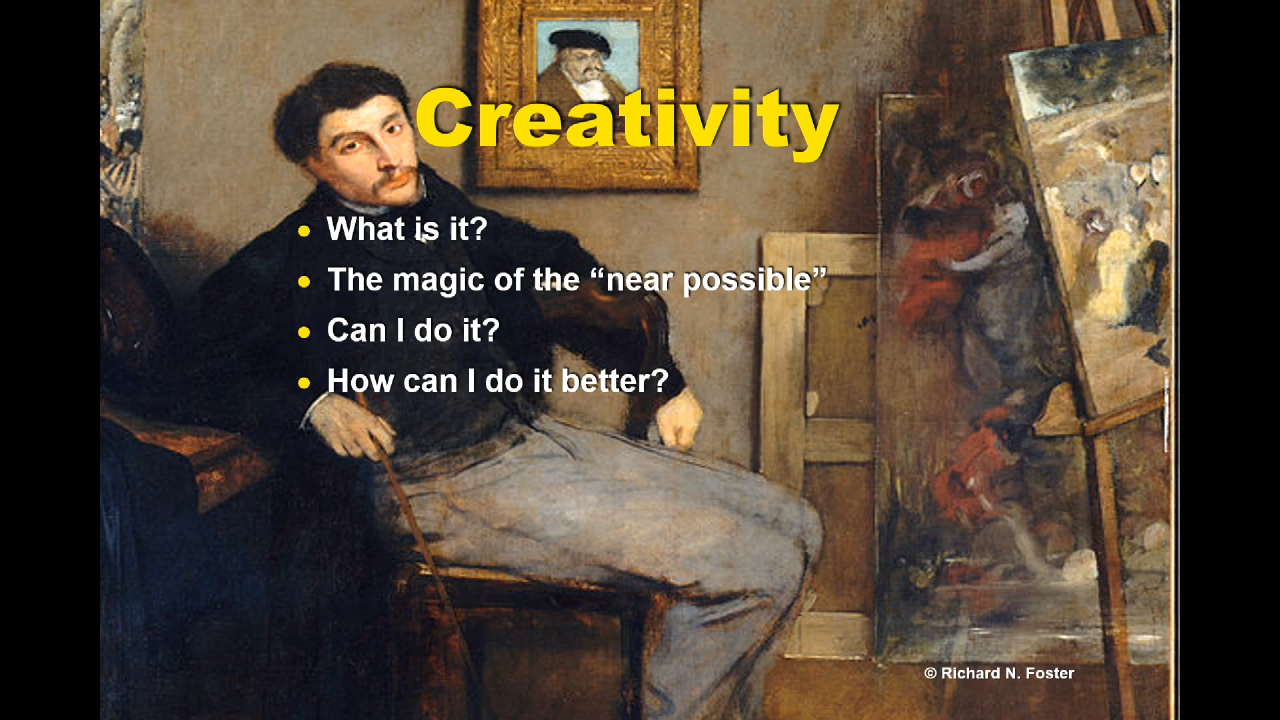 Creativity
• What is it?
• The magic of the “near possible”
• Can I do it?
• How can I do it better?
© Richard N. Foster